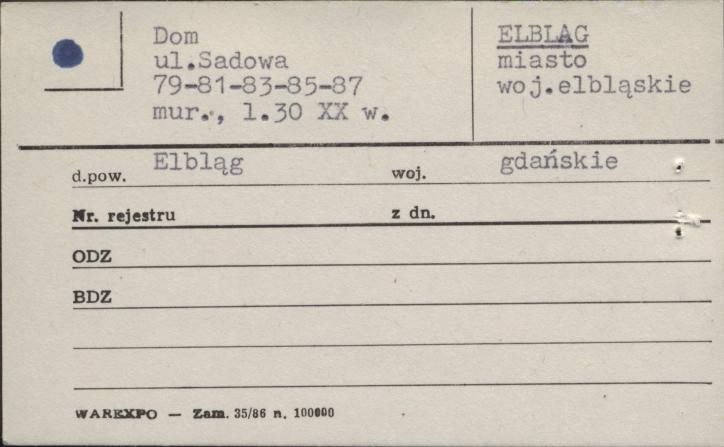 Dom
ul.Sadowa
79-81-83-85-87
mur., l.30 XX w.
ELBLĄG
miasto
woj.elbląskie
d.pow. Elbląg woj. gdańskie
Nr. rejestru z dn.
ODZ
BDZ
WAREXPO — Zam. 35/86 n. 100000